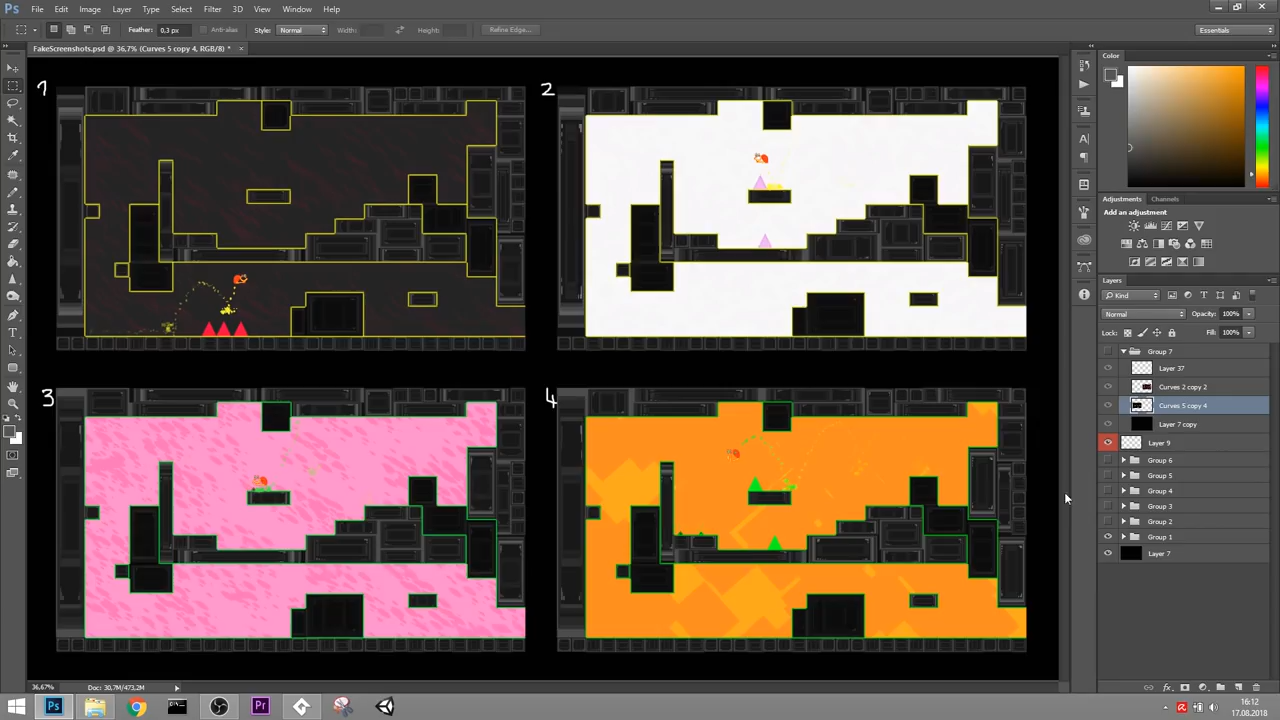 Ps File Edit Image Layer Type Select Filter 3D View Window Help
Feather: 0,3 px Anti-alias Style: Normal Width: Height: Refine Edge... Essentials
FakeScreenshots.psd @ 36,7% (Curves 5 copy 4, RGB/8) * ×
Color
1 2
3 4
Adjustments Channels
Add an adjustment
Layers
Kind
Normal Opacity: 100%
Lock: Fill: 100%
Group 7
Layer 37
Curves 2 copy 2
Curves 5 copy 4
Layer 7 copy
Layer 9
Group 6
Group 5
Group 4
Group 3
Group 2
Group 1
Layer 7
36,67% Doc: 30,7M/473,2M
fx
Ps Pr
16:12
17.08.2018